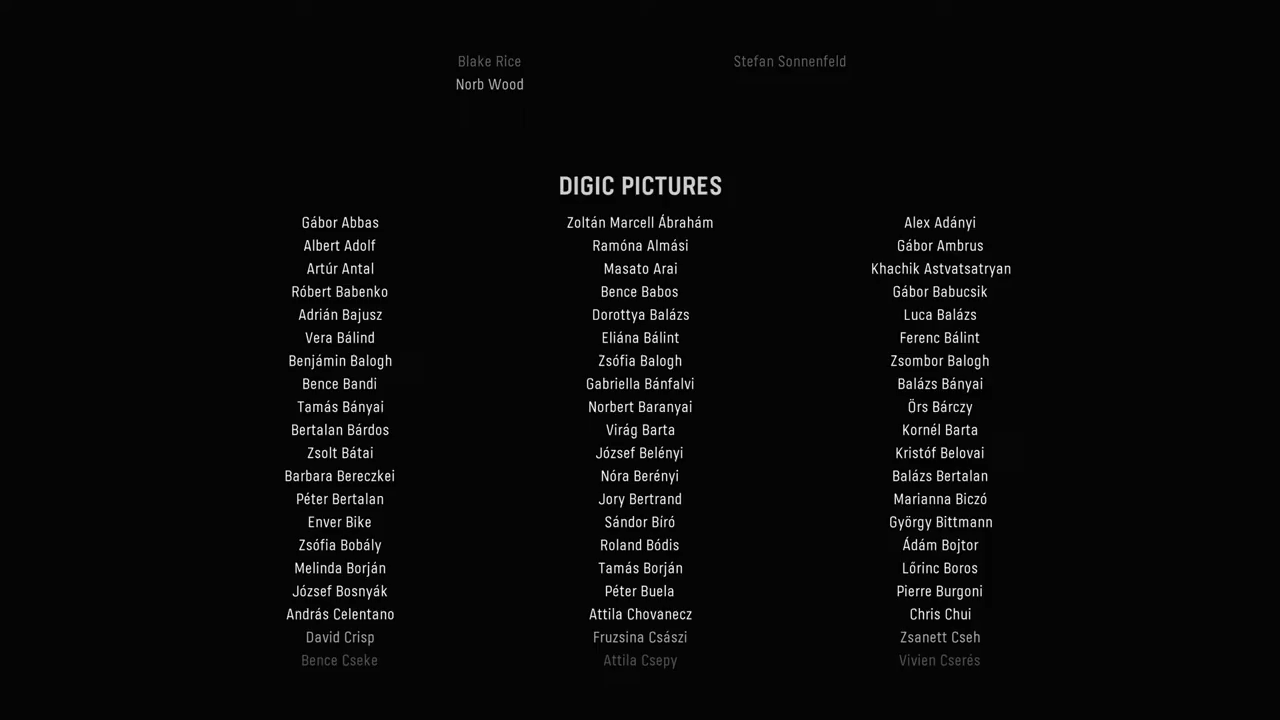 Blake Rice Stefan Sonnenfeld
Norb Wood
DIGIC PICTURES
Gábor Abbas Zoltán Marcell Ábrahám Alex Adányi
Albert Adolf Ramóna Almási Gábor Ambrus
Artúr Antal Masato Arai Khachik Astvatsatryan
Róbert Babenko Bence Babos Gábor Babucsik
Adrián Bajusz Dorottya Balázs Luca Balázs
Vera Bálind Eliána Bálint Ferenc Bálint
Benjámin Balogh Zsófia Balogh Zsombor Balogh
Bence Bandi Gabriella Bánfalvi Balázs Bányai
Tamás Bányai Norbert Baranyai Örs Bárczy
Bertalan Bárdos Virág Barta Kornél Barta
Zsolt Bátai József Belényi Kristóf Belovai
Barbara Bereczkei Nóra Berényi Balázs Bertalan
Péter Bertalan Jory Bertrand Marianna Biczó
Enver Bike Sándor Bíró György Bittmann
Zsófia Bobály Roland Bódis Ádám Bojtor
Melinda Borján Tamás Borján Lőrinc Boros
József Bosnyák Péter Buela Pierre Burgoni
András Celentano Attila Chovanecz Chris Chui
David Crisp Fruzsina Császi Zsanett Cseh
Bence Cseke Attila Csepy Vivien Cserés